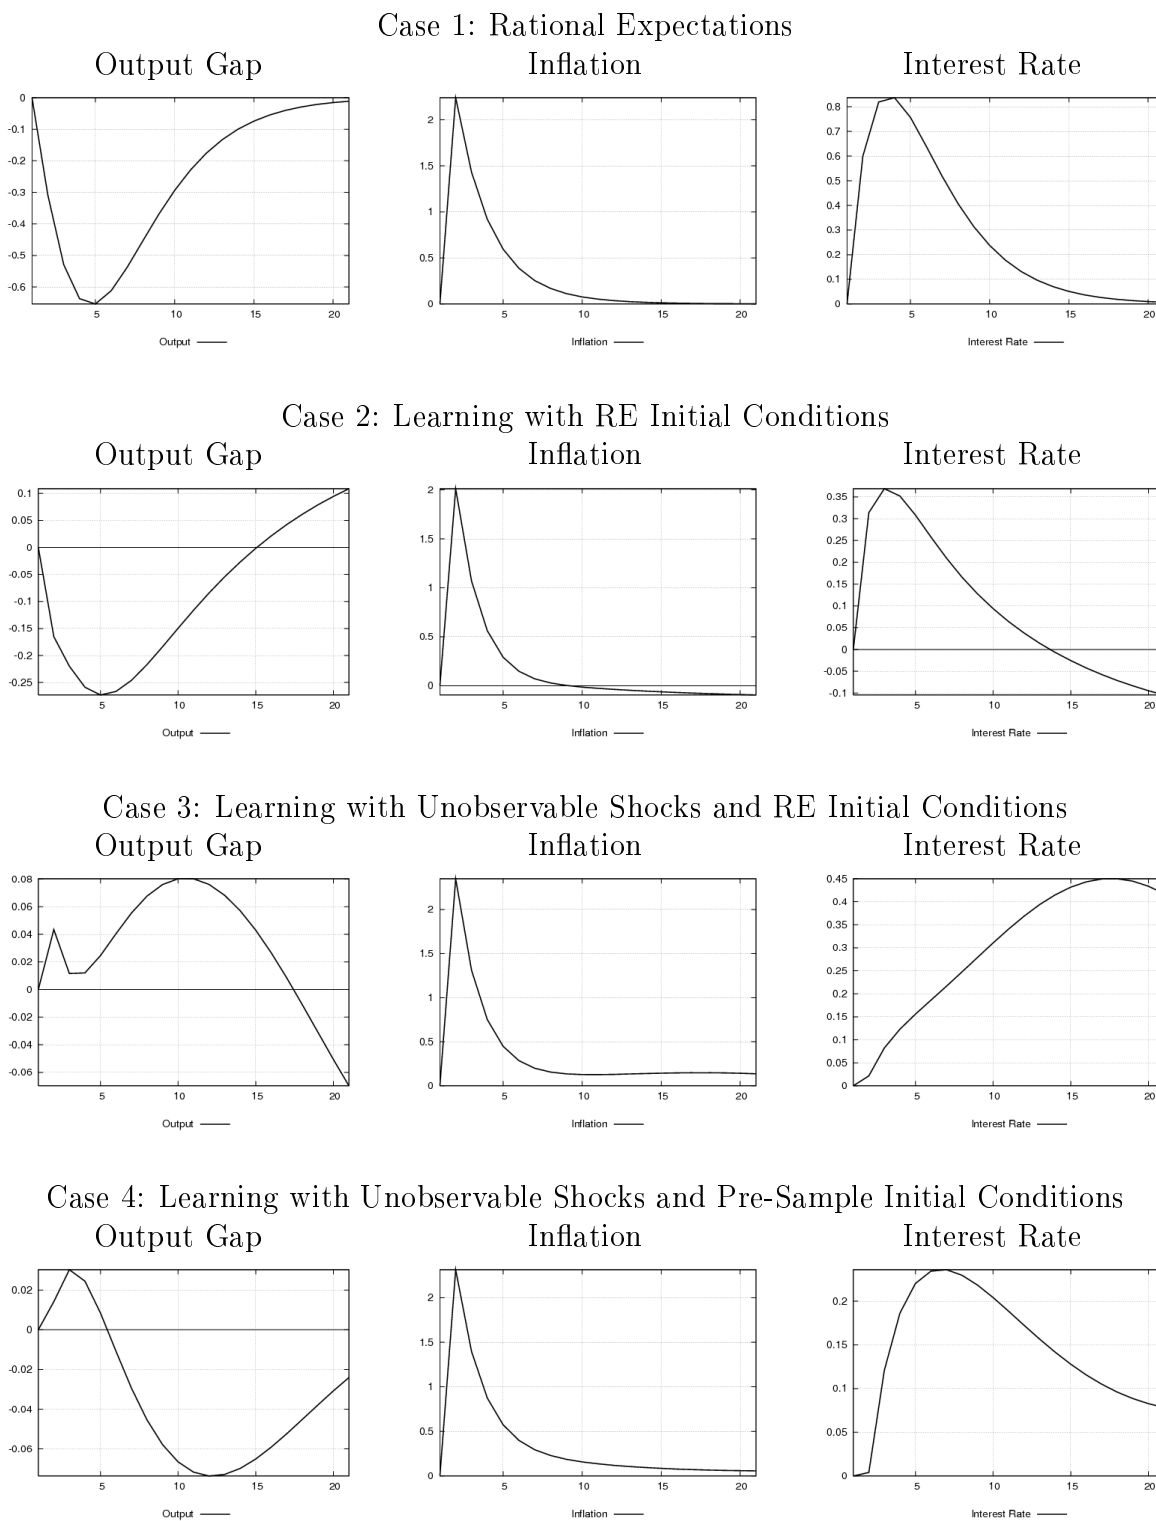 Case 1: Rational Expectations
Output Gap Inflation Interest Rate
0 -0.1 -0.2 -0.3 -0.4 -0.5 -0.6
5 10 15 20
Output
2 1.5 1 0.5 0
5 10 15 20
Inflation
0.8 0.7 0.6 0.5 0.4 0.3 0.2 0.1 0
5 10 15 20
Interest Rate
Case 2: Learning with RE Initial Conditions
Output Gap Inflation Interest Rate
0.1 0.05 0 -0.05 -0.1 -0.15 -0.2 -0.25
5 10 15 20
Output
2 1.5 1 0.5 0
5 10 15 20
Inflation
0.35 0.3 0.25 0.2 0.15 0.1 0.05 0 -0.05 -0.1
5 10 15 20
Interest Rate
Case 3: Learning with Unobservable Shocks and RE Initial Conditions
Output Gap Inflation Interest Rate
0.08 0.06 0.04 0.02 0 -0.02 -0.04 -0.06
5 10 15 20
Output
2 1.5 1 0.5 0
5 10 15 20
Inflation
0.45 0.4 0.35 0.3 0.25 0.2 0.15 0.1 0.05 0
5 10 15 20
Interest Rate
Case 4: Learning with Unobservable Shocks and Pre-Sample Initial Conditions
Output Gap Inflation Interest Rate
0.02 0 -0.02 -0.04 -0.06
5 10 15 20
Output
2 1.5 1 0.5 0
5 10 15 20
Inflation
0.2 0.15 0.1 0.05 0
5 10 15 20
Interest Rate